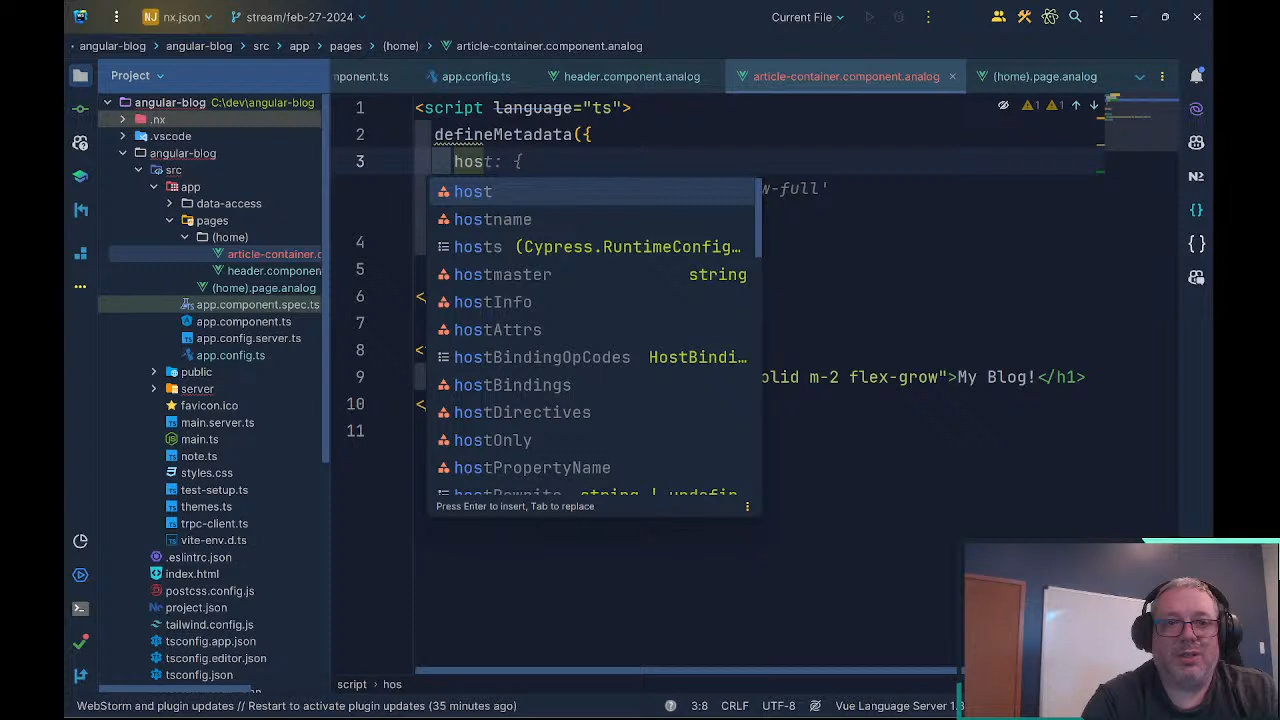 NJ nx.json stream/feb-27-2024 Current File
angular-blog angular-blog src app pages (home) article-container.component.analog
Project
mponent.ts app.config.ts header.component.analog article-container.component.analog (home).page.analog
angular-blog C:\dev\angular-blog
.nx
.vscode
angular-blog
src
app
data-access
pages
(home)
article-container.c
header.componen
(home).page.analog
app.component.spec.ts
app.component.ts
app.config.server.ts
app.config.ts
public
server
favicon.ico
main.server.ts
main.ts
note.ts
styles.css
test-setup.ts
themes.ts
trpc-client.ts
vite-env.d.ts
.eslintrc.json
index.html
postcss.config.js
project.json
tailwind.config.js
tsconfig.app.json
tsconfig.editor.json
tsconfig.json
1 <script language="ts">
2 defineMetadata({
3 host: {
w-full'
4
5
6 <
7
8 <
9 olid m-2 flex-grow">My Blog!</h1>
10 <
11
1 1
host
hostname
hosts (Cypress.RuntimeConfig…
hostmaster string
hostInfo
hostAttrs
hostBindingOpCodes HostBindi…
hostBindings
hostDirectives
hostOnly
hostPropertyName
Press Enter to insert, Tab to replace
N2
script hos
WebStorm and plugin updates // Restart to activate plugin updates (35 minutes ago) 3:8 CRLF UTF-8 Vue Language Server